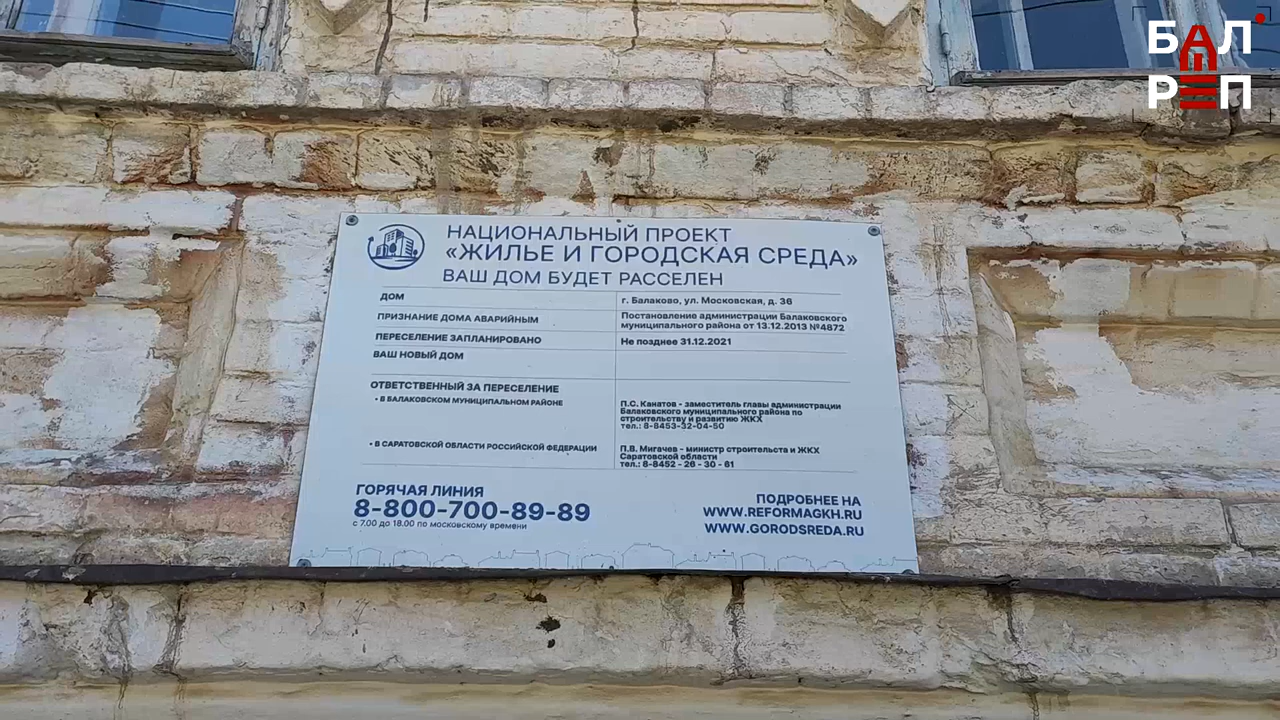 БАЛ
РЕП
НАЦИОНАЛЬНЫЙ ПРОЕКТ
«ЖИЛЬЕ И ГОРОДСКАЯ СРЕДА»
ВАШ ДОМ БУДЕТ РАССЕЛЕН
ДОМ
г. Балаково, ул. Московская, д. 36
ПРИЗНАНИЕ ДОМА АВАРИЙНЫМ
Постановление администрации Балаковского
муниципального района от 13.12.2013 №4872
ПЕРЕСЕЛЕНИЕ ЗАПЛАНИРОВАНО
Не позднее 31.12.2021
ВАШ НОВЫЙ ДОМ
ОТВЕТСТВЕННЫЙ ЗА ПЕРЕСЕЛЕНИЕ
• В БАЛАКОВСКОМ МУНИЦИПАЛЬНОМ РАЙОНЕ
П.С. Канатов - заместитель главы администрации
Балаковского муниципального района по
строительству и развитию ЖКХ
тел.: 8-8453-32-04-50
• В САРАТОВСКОЙ ОБЛАСТИ РОССИЙСКОЙ ФЕДЕРАЦИИ
П.В. Мигачев - министр строительста и ЖКХ
Саратовской области
тел.: 8-8452 - 26 - 30 - 61
ГОРЯЧАЯ ЛИНИЯ
8-800-700-89-89
с 7.00 до 18.00 по московскому времени
ПОДРОБНЕЕ НА
WWW.REFORMAGKH.RU
WWW.GORODSREDA.RU